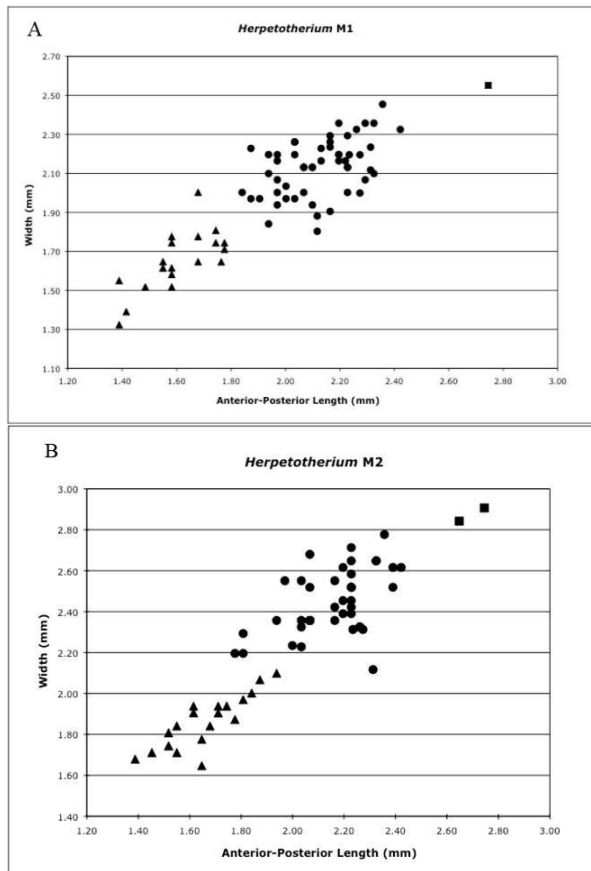 A
Herpetotherium M1
2.70
2.50
2.30
2.10
1.90
1.70
1.50
1.30
1.10
Width (mm)
1.20 1.40 1.60 1.80 2.00 2.20 2.40 2.60 2.80 3.00
Anterior-Posterior Length (mm)
B
Herpetotherium M2
3.00
2.80
2.60
2.40
2.20
2.00
1.80
1.60
1.40
Width (mm)
1.20 1.40 1.60 1.80 2.00 2.20 2.40 2.60 2.80 3.00
Anterior-Posterior Length (mm)